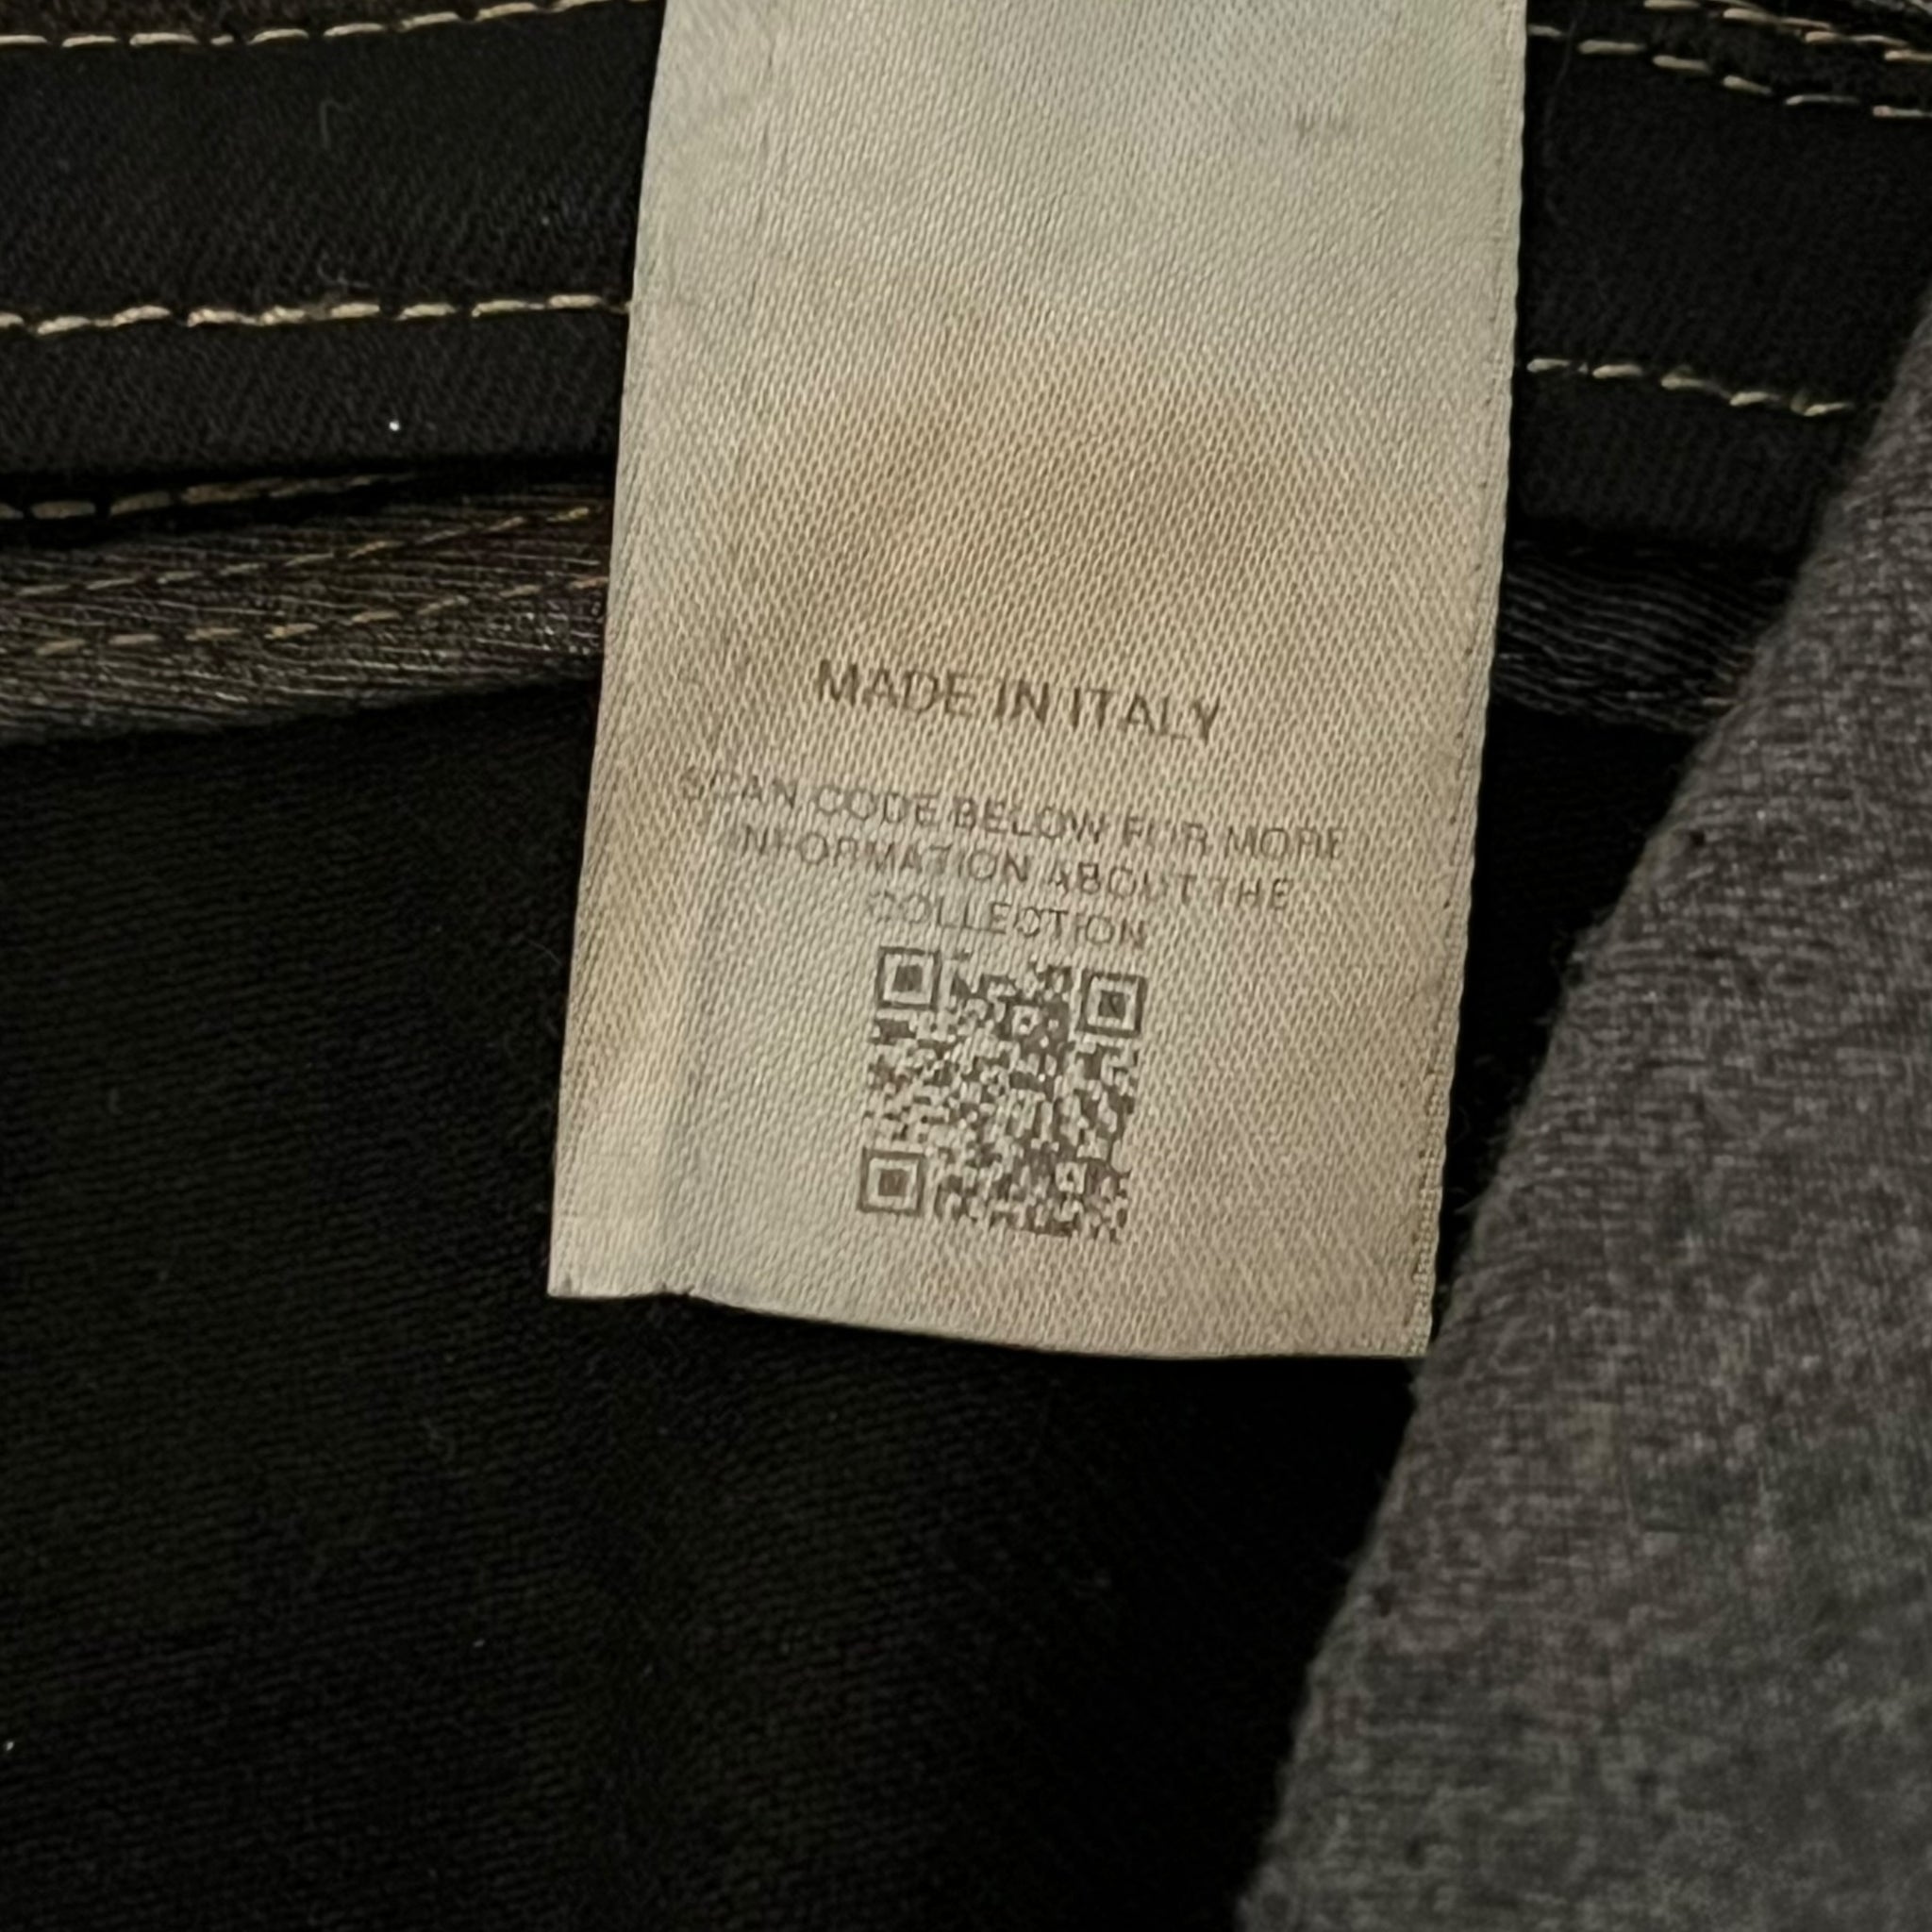 MADE IN ITALY
SCAN CODE BELOW FOR MORE
INFORMATION ABOUT THE
COLLECTION